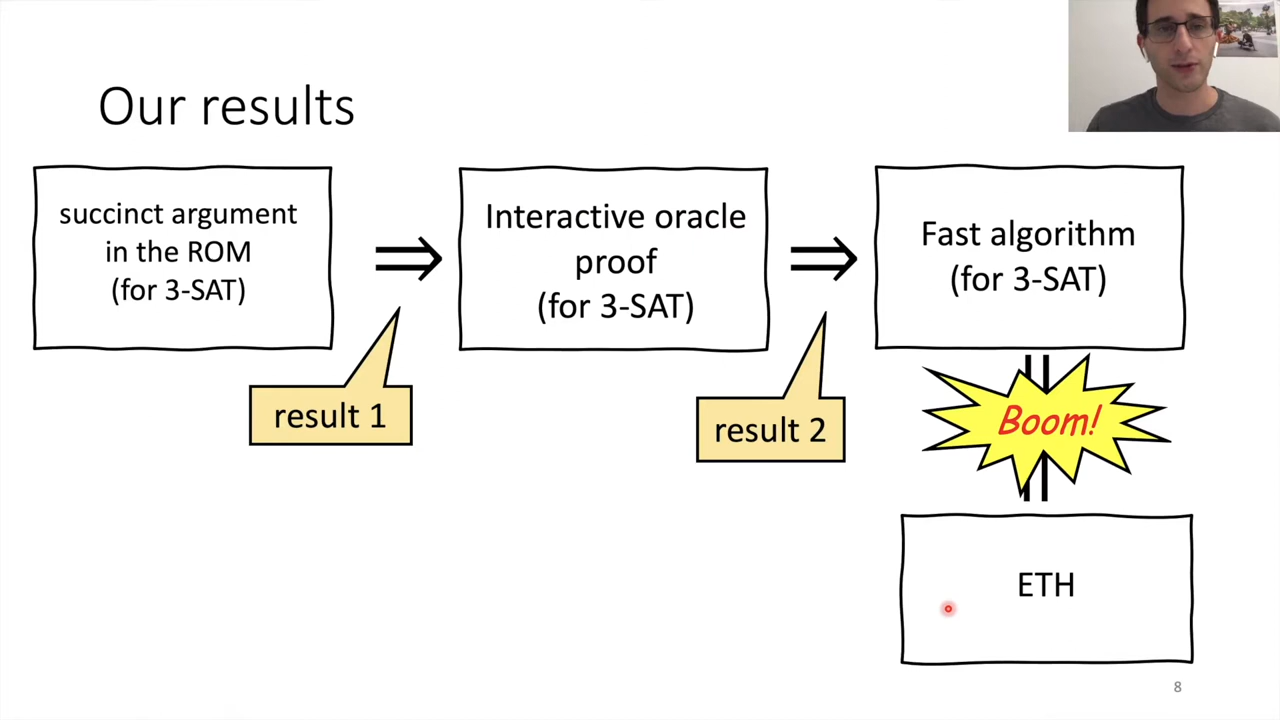 Our results
succinct argument
in the ROM
(for 3-SAT)
Interactive oracle
proof
(for 3-SAT)
Fast algorithm
(for 3-SAT)
result 1
result 2
Boom!
ETH
8